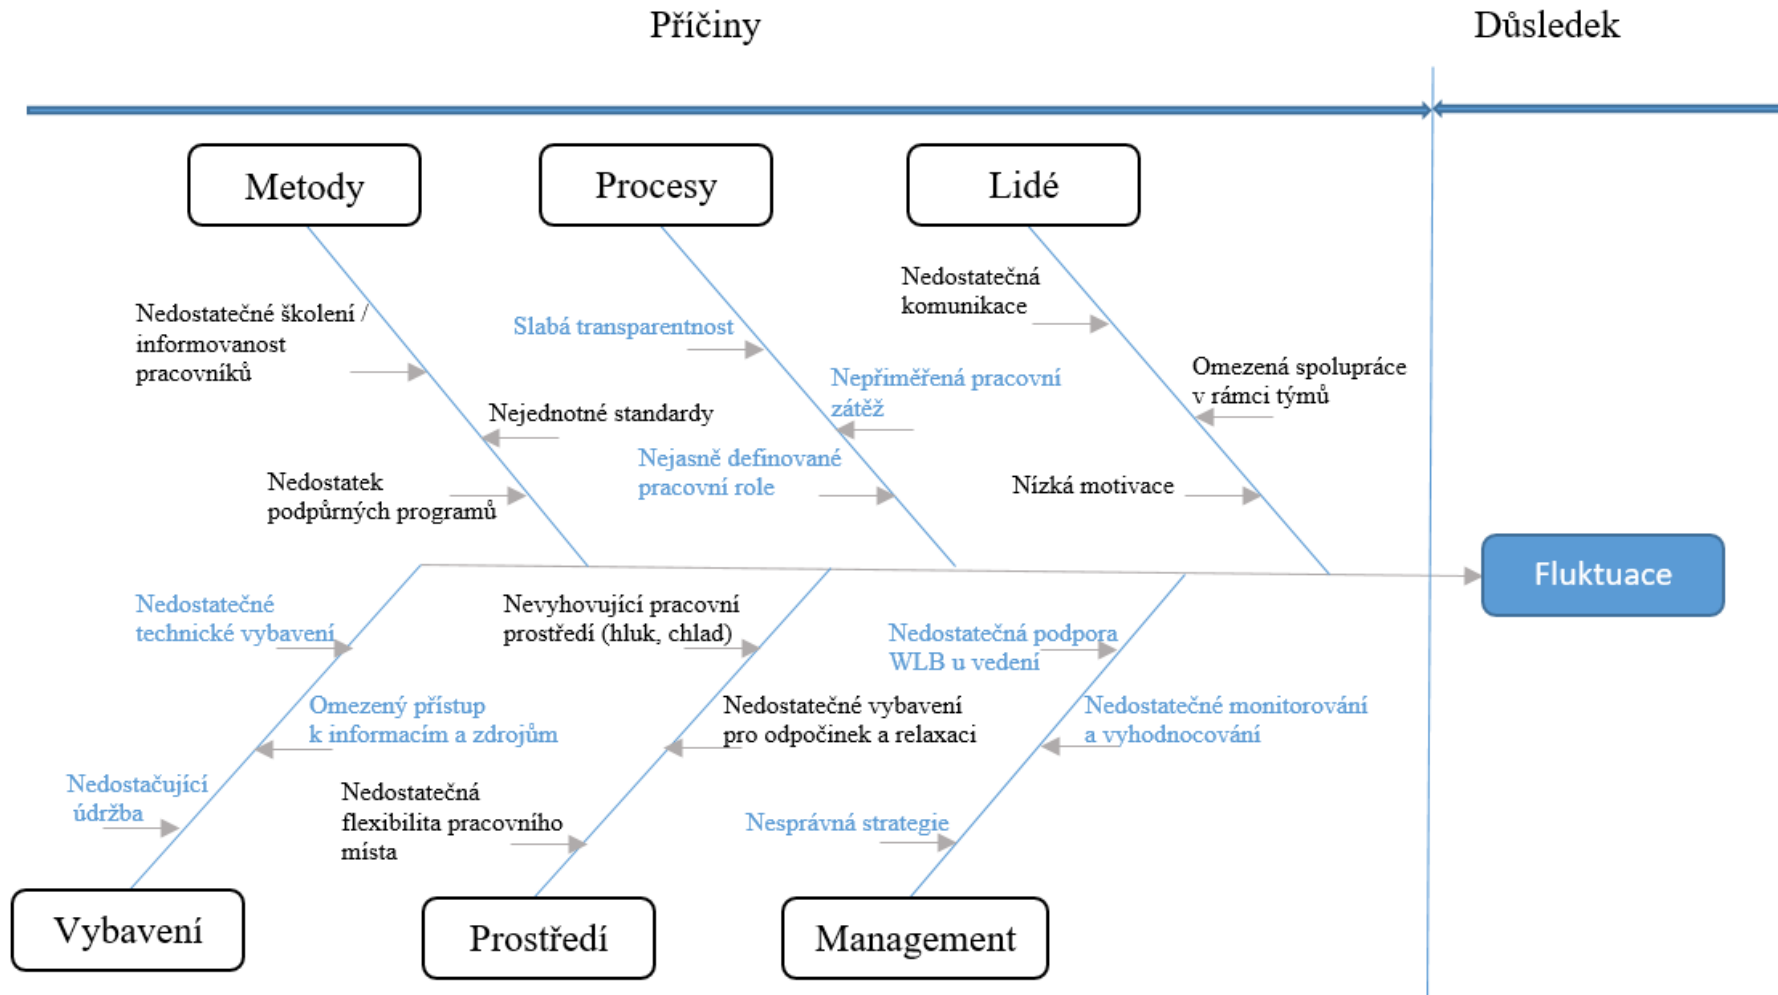 Příčiny
Důsledek
Metody
Procesy
Lidé
Nedostatečné školení /
informovanost
pracovníků
Nejednotné standardy
Nedostatek
podpůrných programů
Slabá transparentnost
Nepřiměřená pracovní
zátěž
Nejasně definované
pracovní role
Nedostatečná
komunikace
Omezená spolupráce
v rámci týmů
Nízká motivace
Fluktuace
Nedostatečné
technické vybavení
Omezený přístup
k informacím a zdrojům
Nedostačující
údržba
Nevyhovující pracovní
prostředí (hluk, chlad)
Nedostatečné vybavení
pro odpočinek a relaxaci
Nedostatečná
flexibilita pracovního
místa
Nedostatečná podpora
WLB u vedení
Nedostatečné monitorování
a vyhodnocování
Nesprávná strategie
Vybavení
Prostředí
Management